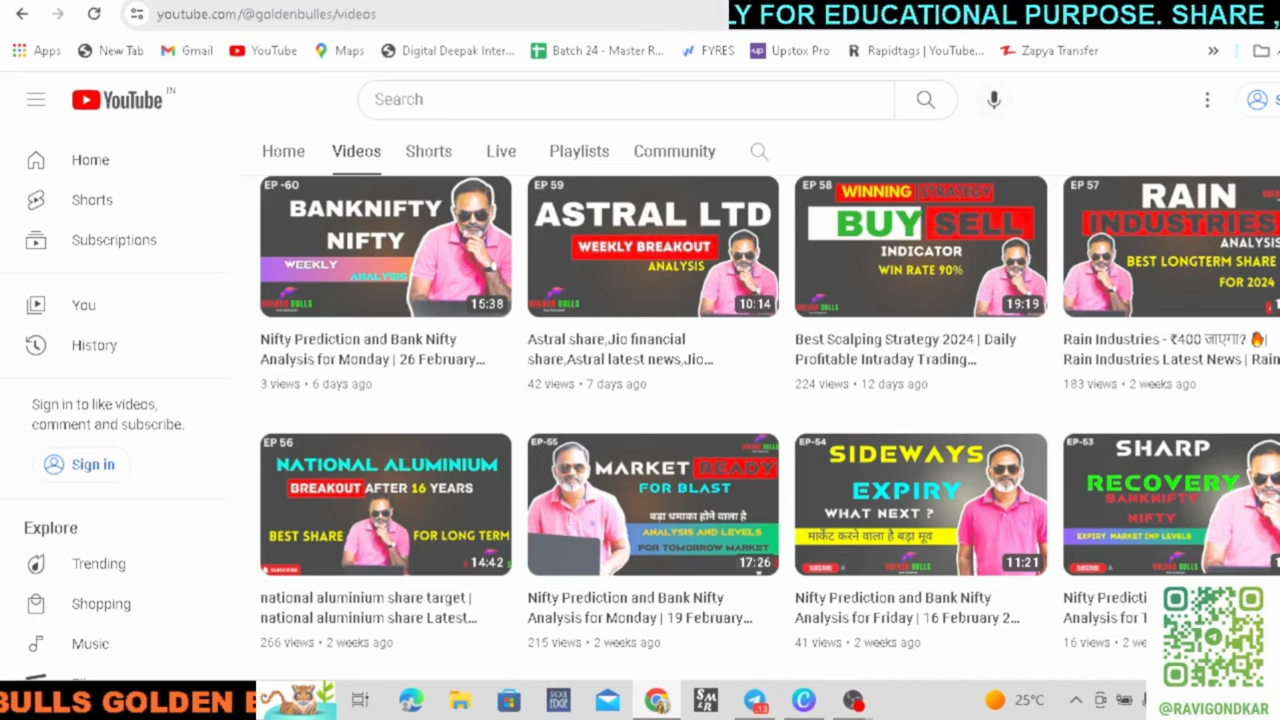 youtube.com/@goldenbulles/videos
LY FOR EDUCATIONAL PURPOSE. SHARE ,
Apps New Tab Gmail YouTube Maps Digital Deepak Inter... Batch 24 - Master R... FYRES Upstox Pro Rapidtags | YouTube... Zapya Transfer »
YouTube IN
Search
Home Videos Shorts Live Playlists Community
Home
Shorts
Subscriptions
You
History
Sign in to like videos,
comment and subscribe.
Sign in
Explore
Trending
Shopping
Music
EP -60
BANKNIFTY
NIFTY
WEEKLY
ANALYSIS
15:38
Nifty Prediction and Bank Nifty
Analysis for Monday | 26 February...
3 views • 6 days ago
EP 59
ASTRAL LTD
WEEKLY BREAKOUT
ANALYSIS
10:14
Astral share,Jio financial
share,Astral latest news,Jio...
42 views • 7 days ago
EP 58
WINNING STRATEGY
BUY SELL
INDICATOR
WIN RATE 90%
19:19
Best Scalping Strategy 2024 | Daily
Profitable Intraday Trading...
224 views • 12 days ago
EP 57
RAIN
INDUSTRIES
ANALYSIS
BEST LONGTERM SHARE
FOR 2024
Rain Industries - ₹400 जाएगा? 🔥|
Rain Industries Latest News | Rain
183 views • 2 weeks ago
EP 56
NATIONAL ALUMINIUM
BREAKOUT AFTER 16 YEARS
BEST SHARE FOR LONG TERM
14:42
national aluminium share target |
national aluminium share Latest...
266 views • 2 weeks ago
EP-55
MARKET READY
FOR BLAST
बड़ा धमाका होने वाला है
ANALYSIS AND LEVELS
FOR TOMORROW MARKET
17:26
Nifty Prediction and Bank Nifty
Analysis for Monday | 19 February...
215 views • 2 weeks ago
EP-54
SIDEWAYS
EXPIRY
WHAT NEXT ?
मार्केट करने वाला है बड़ा मूव
SUBSCRIBE
GOLDEN BULLS
11:21
Nifty Prediction and Bank Nifty
Analysis for Friday | 16 February 2...
41 views • 2 weeks ago
EP-53
SHARP
RECOVERY
BANKNIFTY
NIFTY
EXPIRY MARKET IMP LEVELS
Nifty Predicti
Analysis for T
16 views • 2 we
BULLS GOLDEN B
25°C
@RAVIGONDKAR